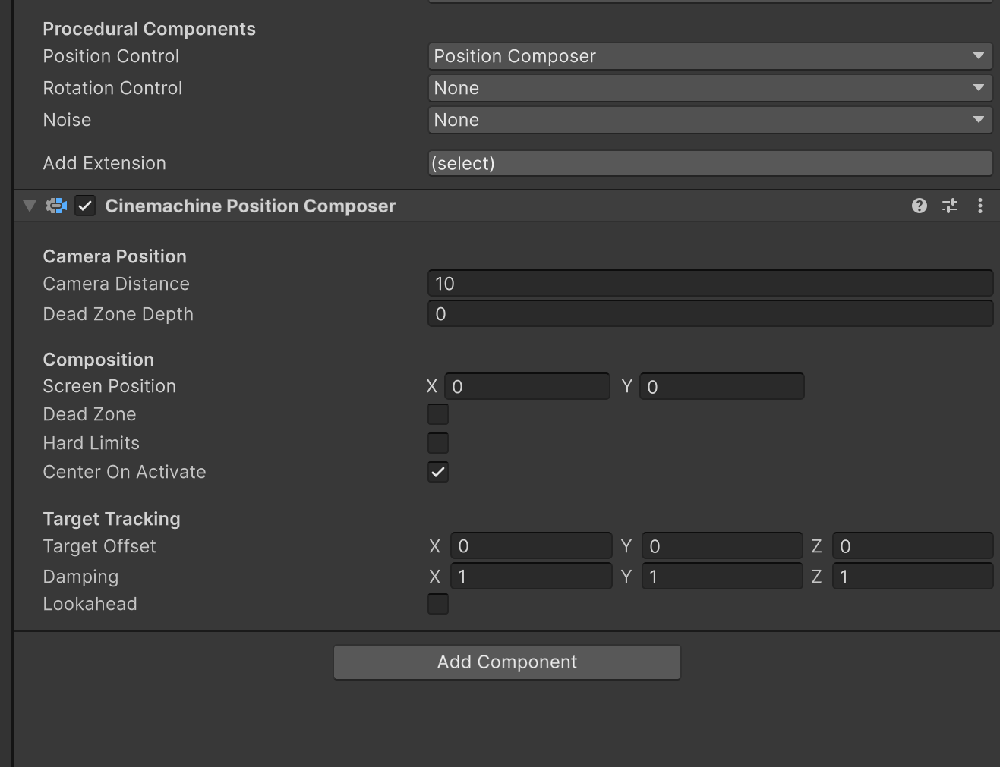 Procedural Components
Position Control Position Composer
Rotation Control None
Noise None
Add Extension (select)
Cinemachine Position Composer
Camera Position
Camera Distance 10
Dead Zone Depth 0
Composition
Screen Position X 0 Y 0
Dead Zone
Hard Limits
Center On Activate
Target Tracking
Target Offset X 0 Y 0 Z 0
Damping X 1 Y 1 Z 1
Lookahead
Add Component